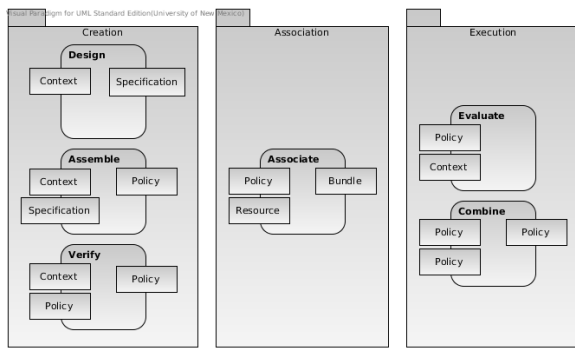 Visual Paradigm for UML Standard Edition(University of New Mexico)
Creation
Design
Context
Specification
Assemble
Context
Policy
Specification
Verify
Context
Policy
Policy
Association
Associate
Policy
Bundle
Resource
Execution
Evaluate
Policy
Context
Combine
Policy
Policy
Policy